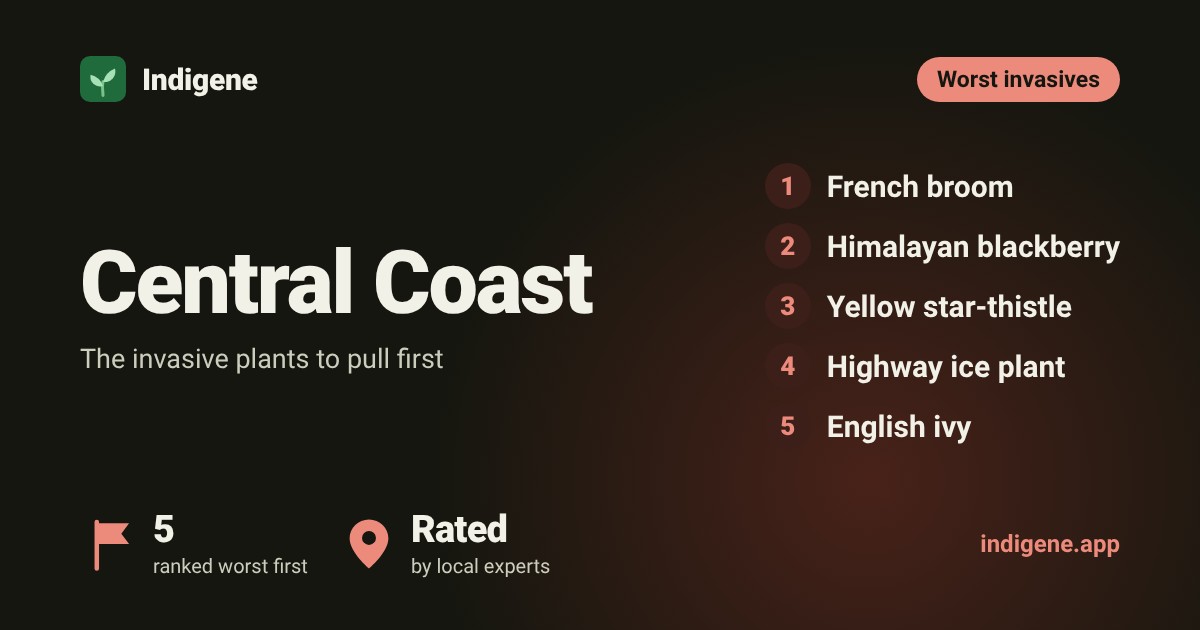 Indigene
Worst invasives
Central Coast
The invasive plants to pull first
1 French broom
2 Himalayan blackberry
3 Yellow star-thistle
4 Highway ice plant
5 English ivy
5
ranked worst first
Rated
by local experts
indigene.app